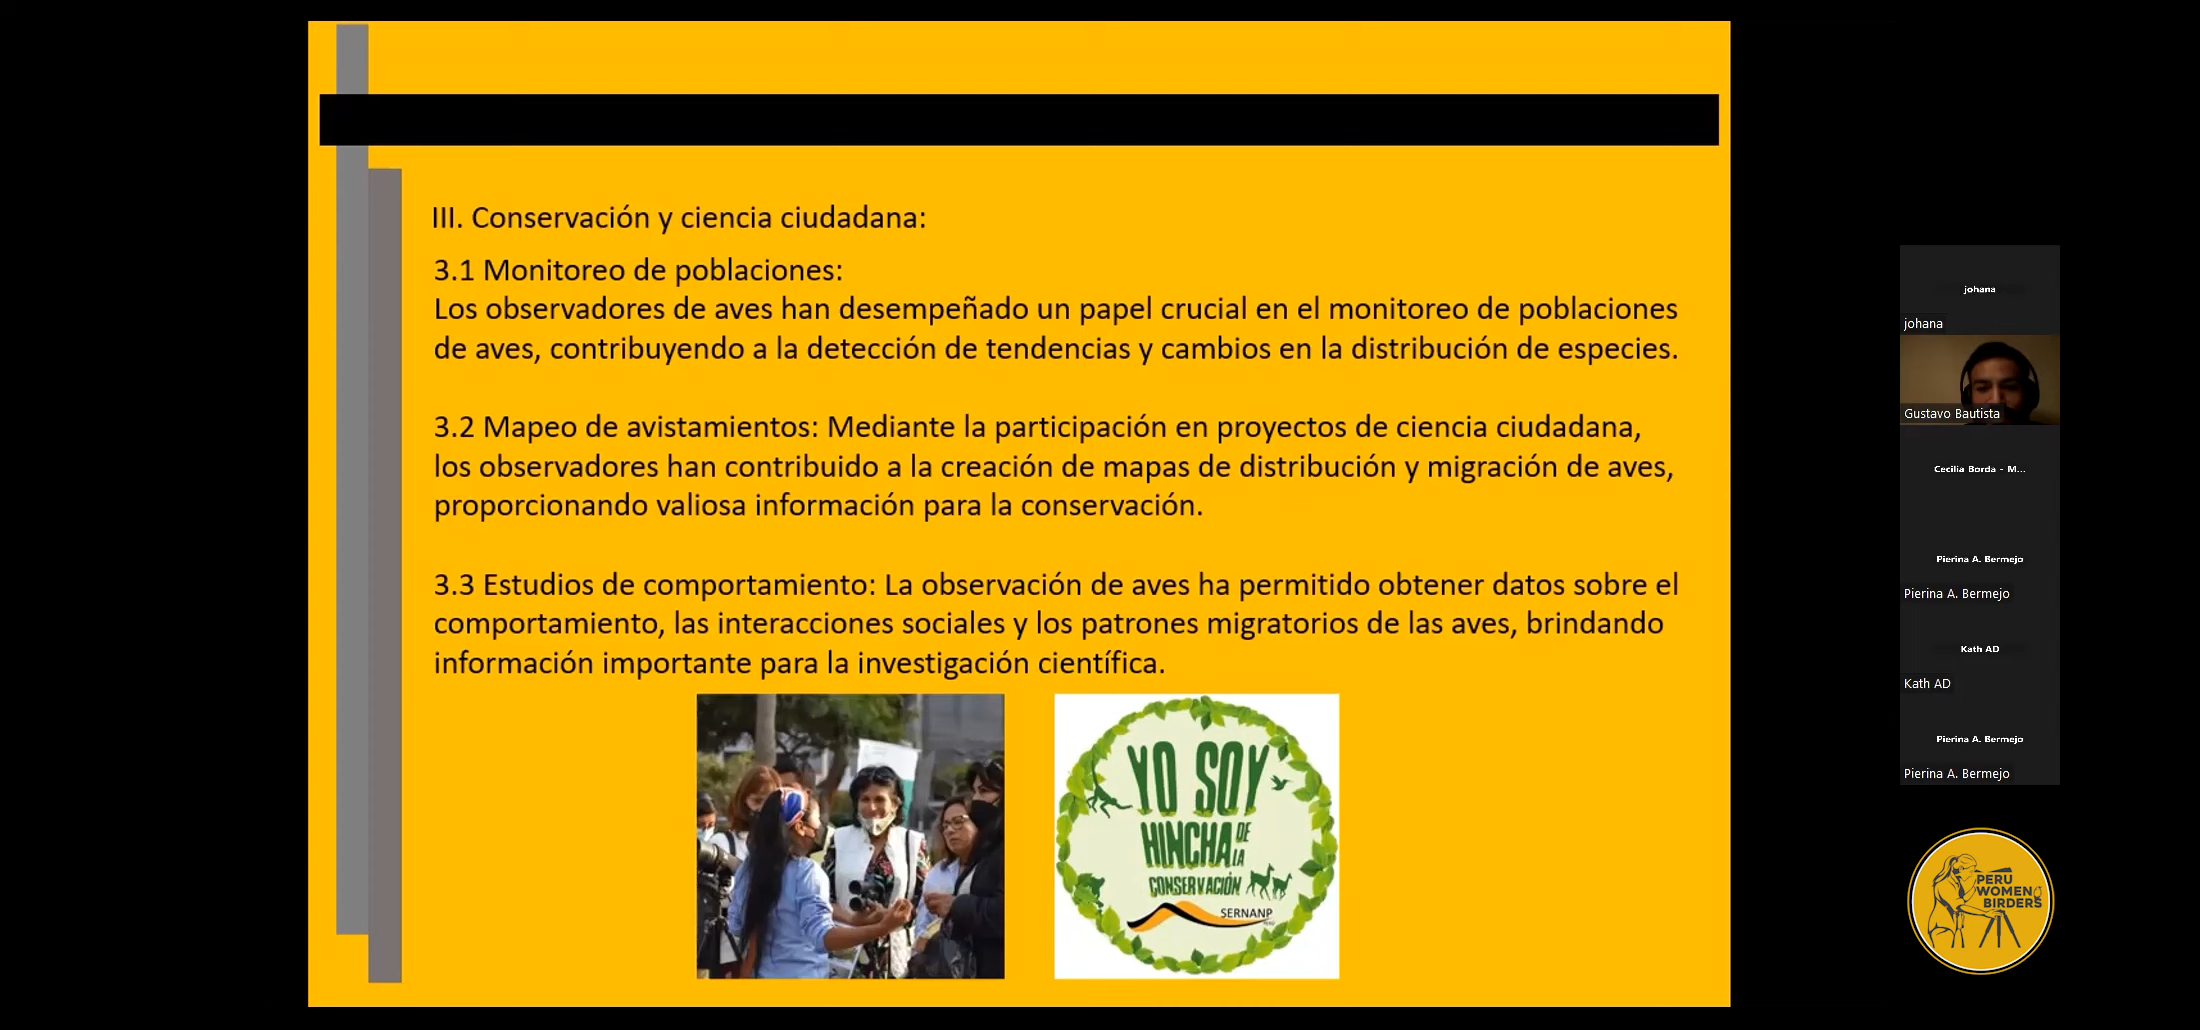 III. Conservación y ciencia ciudadana:
3.1 Monitoreo de poblaciones:
Los observadores de aves han desempeñado un papel crucial en el monitoreo de poblaciones
de aves, contribuyendo a la detección de tendencias y cambios en la distribución de especies.
3.2 Mapeo de avistamientos: Mediante la participación en proyectos de ciencia ciudadana,
los observadores han contribuido a la creación de mapas de distribución y migración de aves,
proporcionando valiosa información para la conservación.
3.3 Estudios de comportamiento: La observación de aves ha permitido obtener datos sobre el
comportamiento, las interacciones sociales y los patrones migratorios de las aves, brindando
información importante para la investigación científica.
YO SOY
HINCHA DE
LA
CONSERVACIÓN
SERNANP
johana
johana
Gustavo Bautista
Cecilia Borda - M...
Pierina A. Bermejo
Pierina A. Bermejo
Kath AD
Kath AD
Pierina A. Bermejo
Pierina A. Bermejo
PERU
WOMEN
BIRDERS